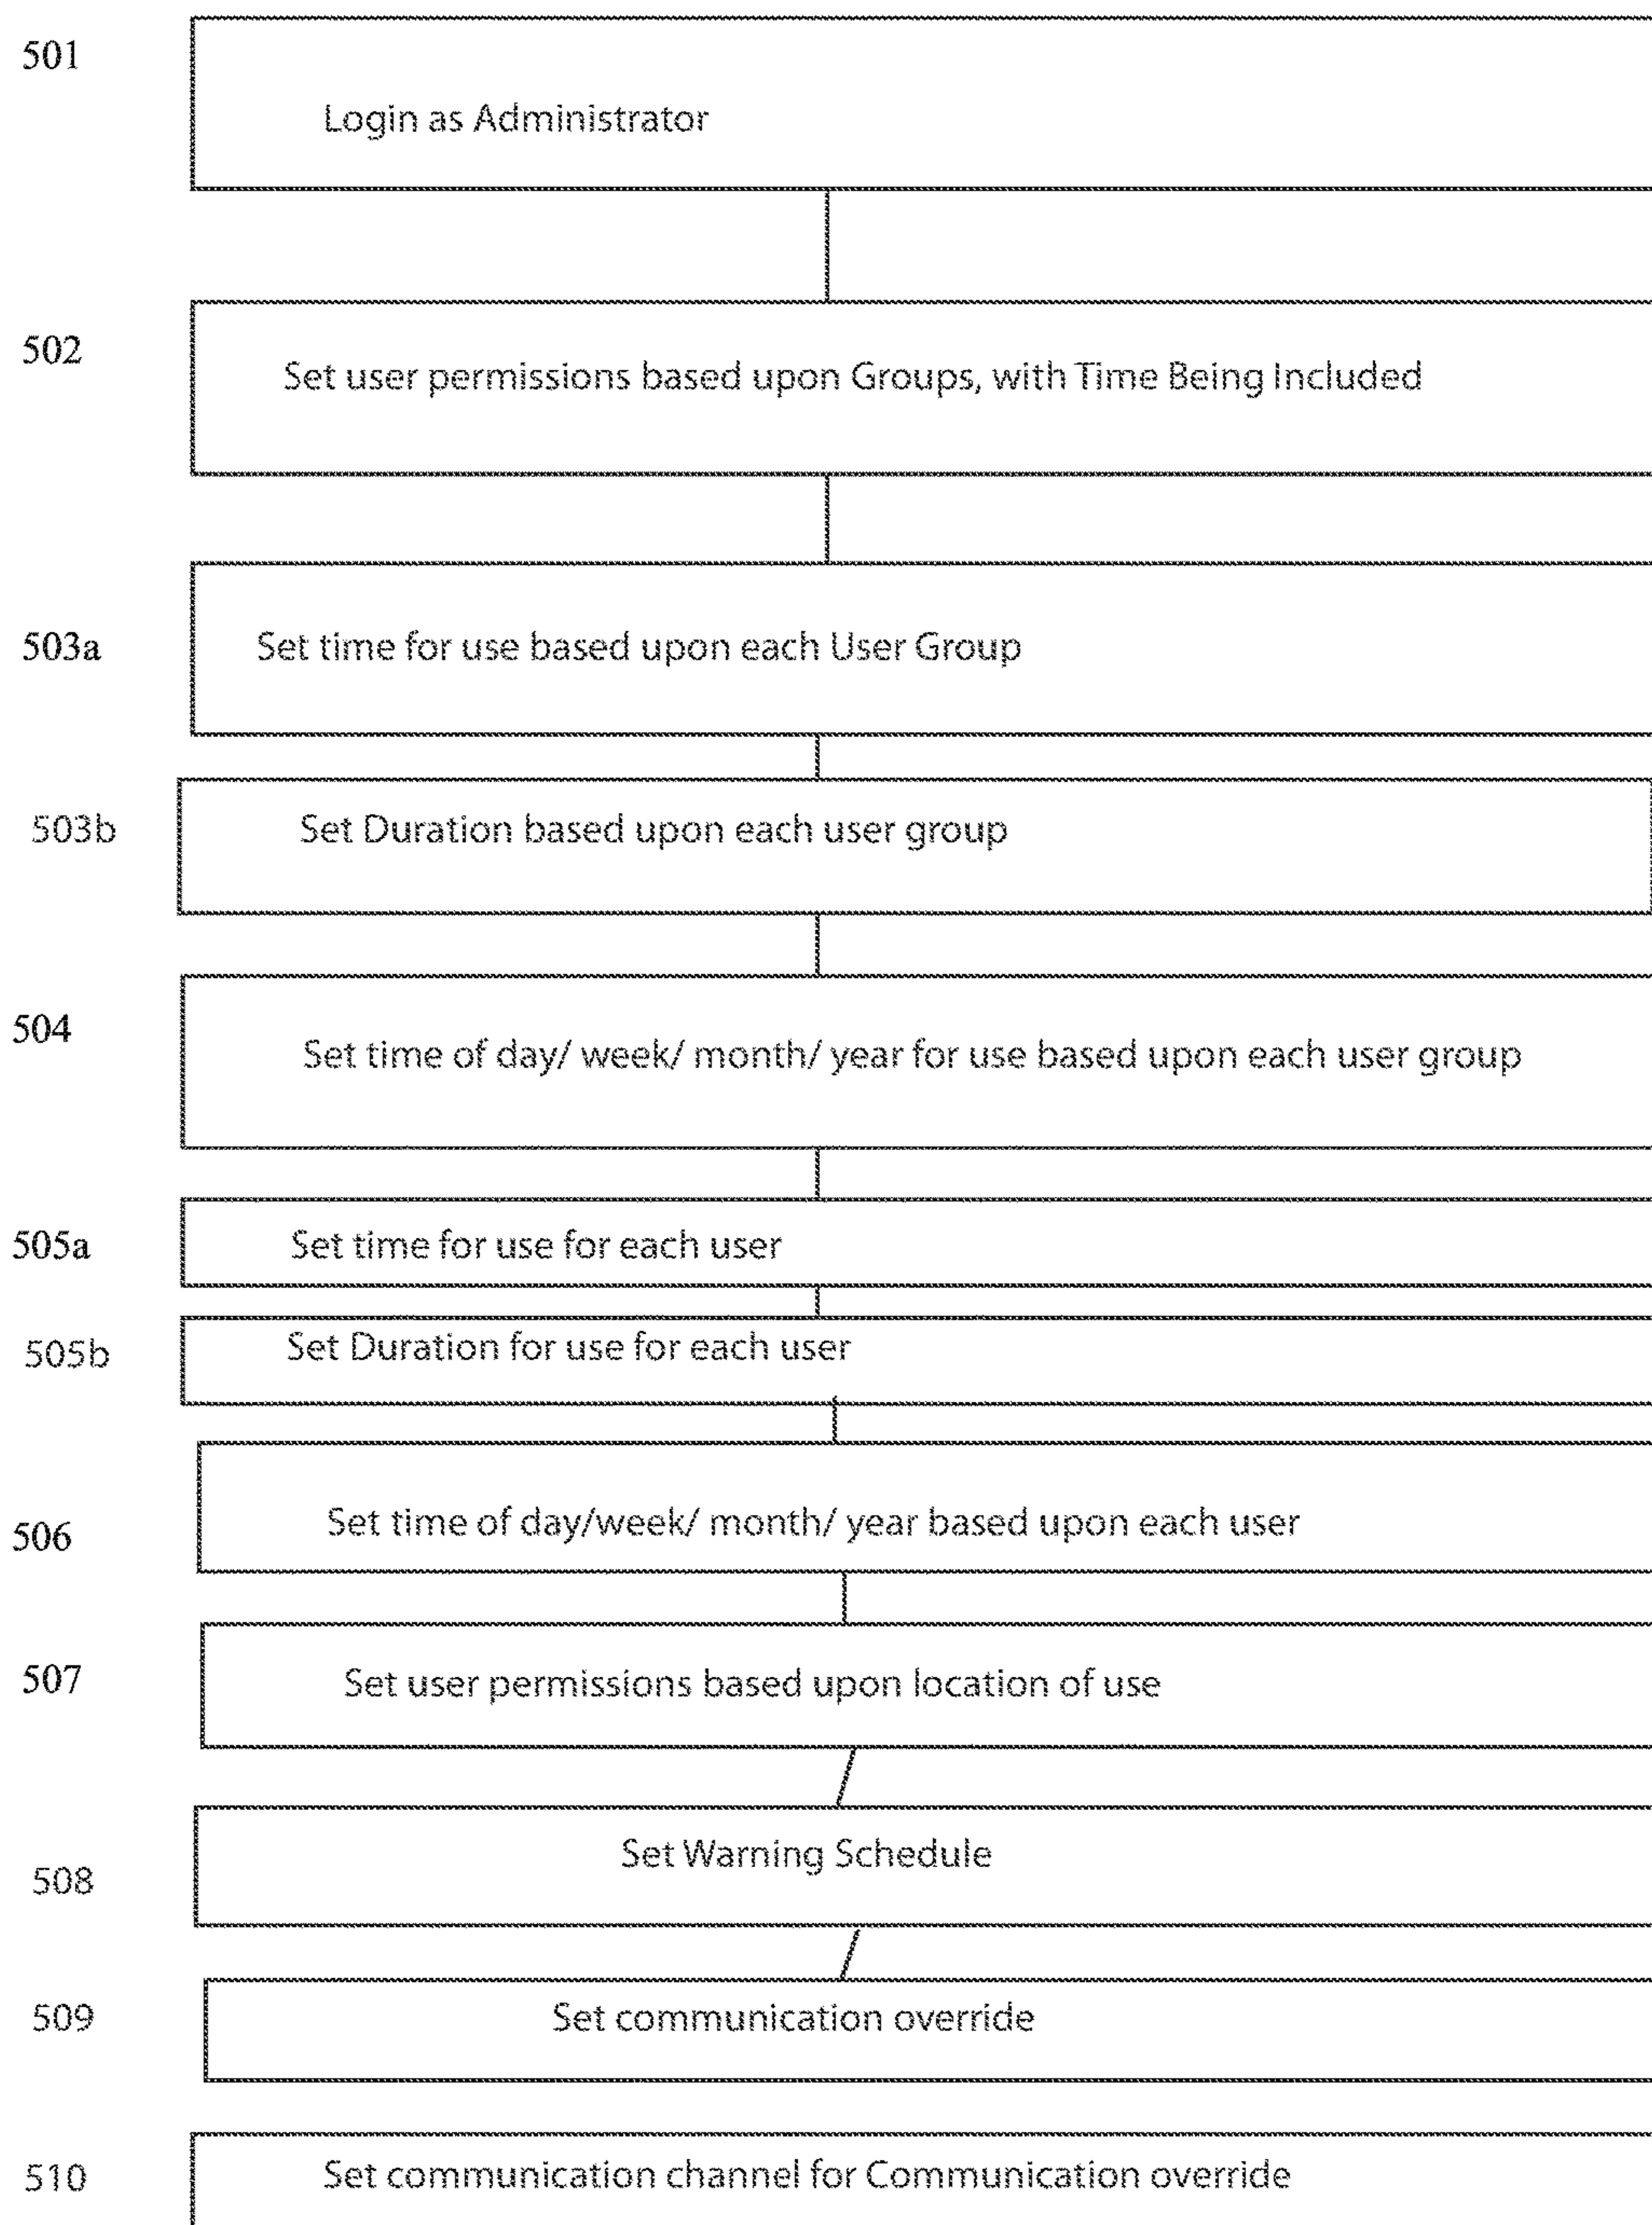 501
Login as Administrator
502
Set user permissions based upon Groups, with Time Being Included
503a
Set time for use based upon each User Group
503b
Set Duration based upon each user group
504
Set time of day/ week/ month/ year for use based upon each user group
505a
Set time for use for each user
505b
Set Duration for use for each user
506
Set time of day/week/ month/ year based upon each user
507
Set user permissions based upon location of use
508
Set Warning Schedule
509
Set communication override
510
Set communication channel for Communication override